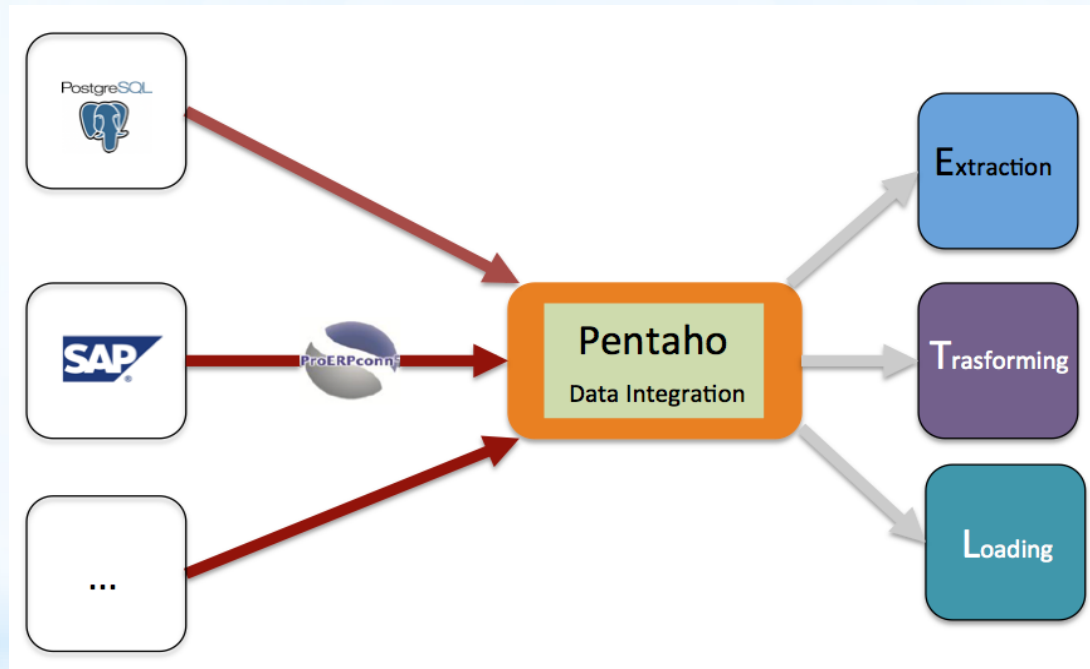 PostgreSQL
SAP
®
ProERPconn
...
Pentaho
Data Integration
Extraction
Trasforming
Loading